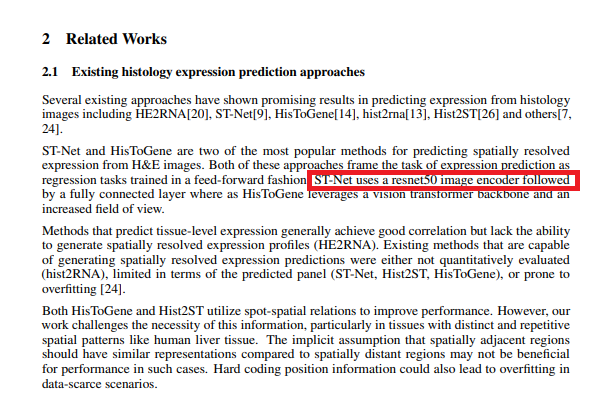 2 Related Works
2.1 Existing histology expression prediction approaches
Several existing approaches have shown promising results in predicting expression from histology
images including HE2RNA[20], ST-Net[9], HisToGene[14], hist2rna[13], Hist2ST[26] and others[7,
24].
ST-Net and HisToGene are two of the most popular methods for predicting spatially resolved
expression from H&E images. Both of these approaches frame the task of expression prediction as
regression tasks trained in a feed-forward fashion. ST-Net uses a resnet50 image encoder followed
by a fully connected layer where as HisToGene leverages a vision transformer backbone and an
increased field of view.
Methods that predict tissue-level expression generally achieve good correlation but lack the ability
to generate spatially resolved expression profiles (HE2RNA). Existing methods that are capable
of generating spatially resolved expression predictions were either not quantitatively evaluated
(hist2RNA), limited in terms of the predicted panel (ST-Net, Hist2ST, HisToGene), or prone to
overfitting [24].
Both HisToGene and Hist2ST utilize spot-spatial relations to improve performance. However, our
work challenges the necessity of this information, particularly in tissues with distinct and repetitive
spatial patterns like human liver tissue. The implicit assumption that spatially adjacent regions
should have similar representations compared to spatially distant regions may not be beneficial
for performance in such cases. Hard coding position information could also lead to overfitting in
data-scarce scenarios.